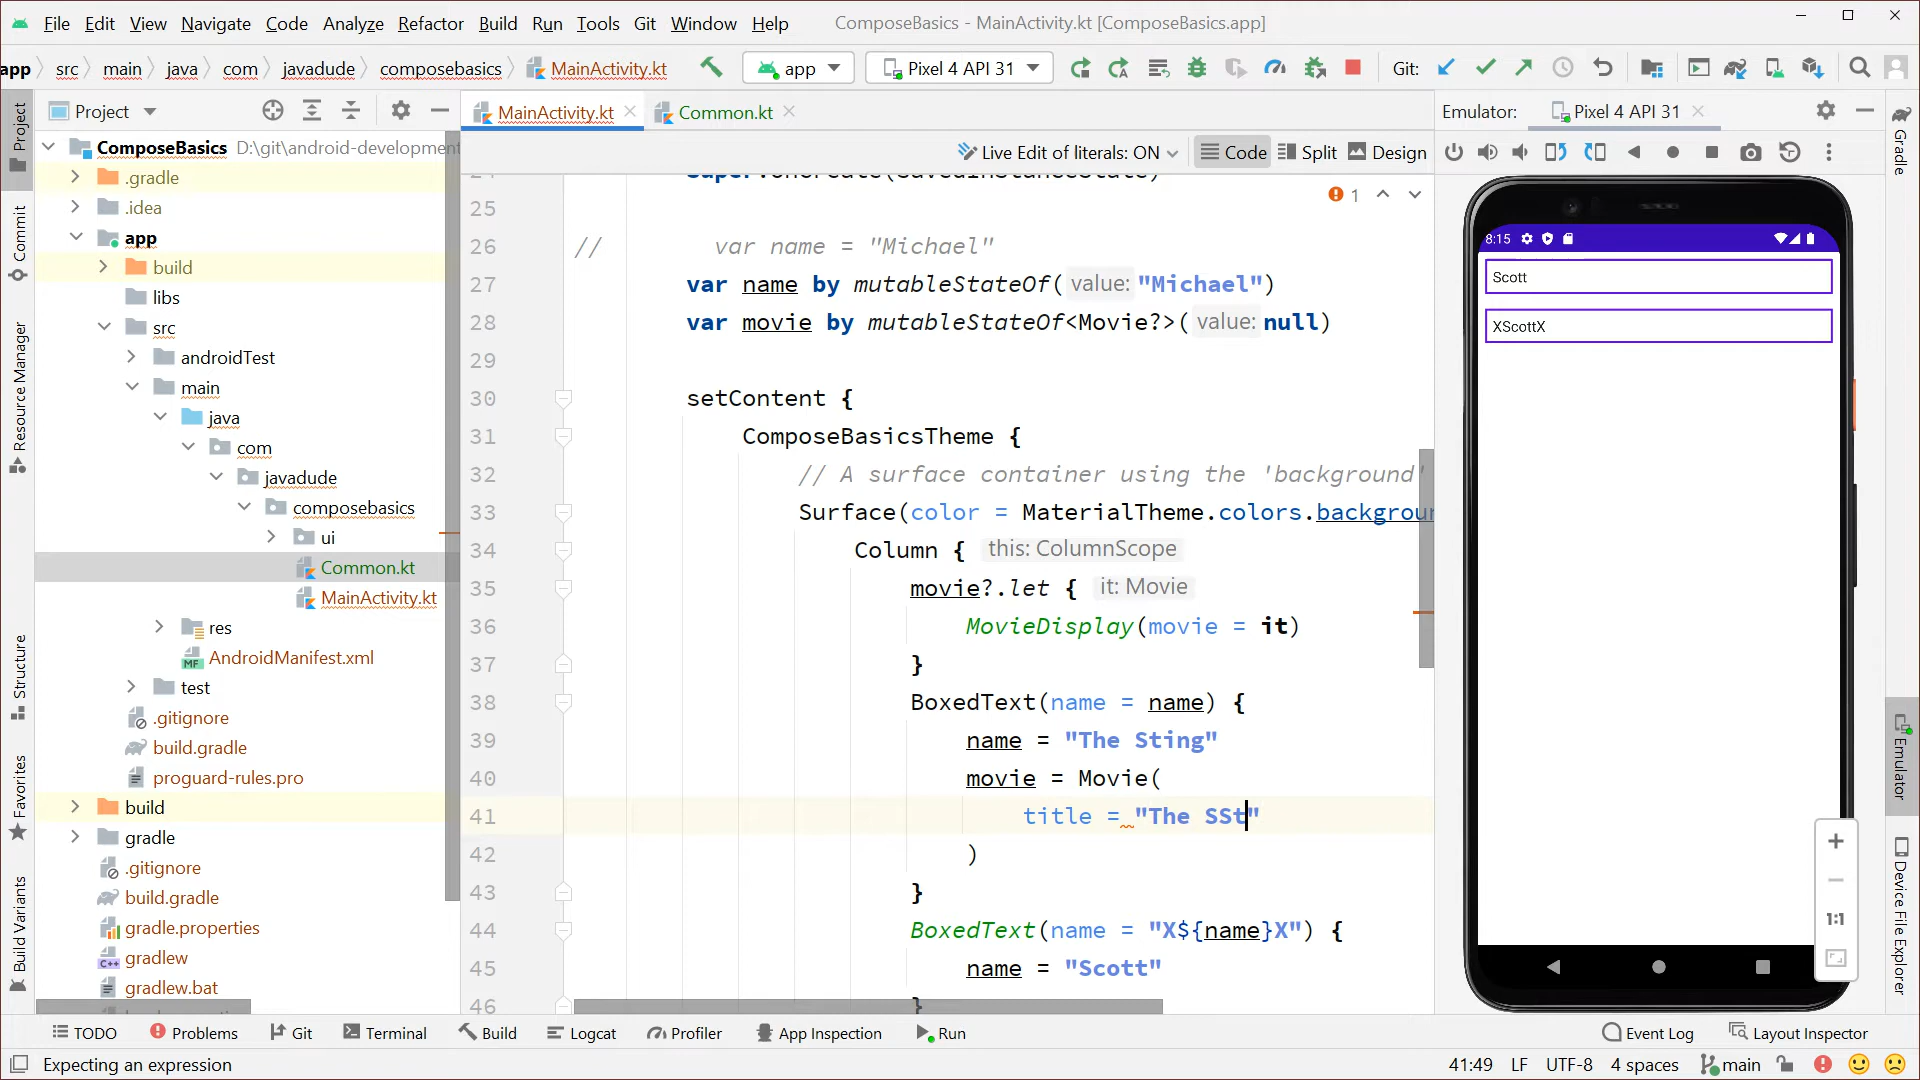 File Edit View Navigate Code Analyze Refactor Build Run Tools Git Window Help ComposeBasics - MainActivity.kt [ComposeBasics.app]
app src main java com javadude composebasics MainActivity.kt app Pixel 4 API 31 Git:
Project
MainActivity.kt Common.kt
Emulator: Pixel 4 API 31
Live Edit of literals: ON Code Split Design
1
ComposeBasics D:\git\android-development
.gradle
.idea
app
build
libs
src
androidTest
main
java
com
javadude
composebasics
ui
Common.kt
MainActivity.kt
res
AndroidManifest.xml
test
.gitignore
build.gradle
proguard-rules.pro
build
gradle
.gitignore
build.gradle
gradle.properties
gradlew
gradlew.bat
25
26 // var name = "Michael"
27 var name by mutableStateOf( value: "Michael")
28 var movie by mutableStateOf<Movie?>( value: null)
29
30 setContent {
31 ComposeBasicsTheme {
32 // A surface container using the 'background'
33 Surface(color = MaterialTheme.colors.backgroun
34 Column { this: ColumnScope
35 movie?.let { it: Movie
36 MovieDisplay(movie = it)
37 }
38 BoxedText(name = name) {
39 name = "The Sting"
40 movie = Movie(
41 title = "The SSt"
42 )
43 }
44 BoxedText(name = "X${name}X") {
45 name = "Scott"
46 }
8:15
Scott
XScottX
1:1
Project
Commit
Resource Manager
Structure
Favorites
Build Variants
Gradle
Emulator
Device File Explorer
TODO Problems Git Terminal Build Logcat Profiler App Inspection Run Event Log Layout Inspector
Expecting an expression 41:49 LF UTF-8 4 spaces main